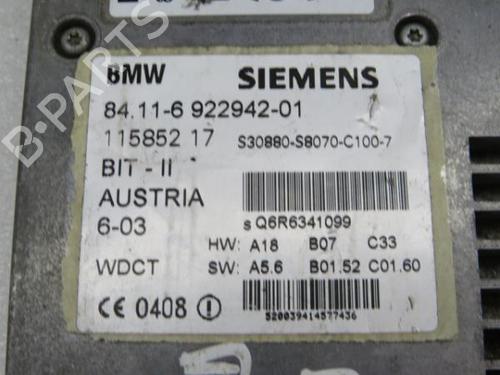 BMW SIEMENS
84.11-6 922942-01
115852 17 S30880-S8070-C100-7
BIT - II
AUSTRIA
6-03 s Q6R6341099
HW: A18 B07 C33
WDCT SW: A5.6 B01.52 C01.60
CE 0408
520039414577436
B-PARTS